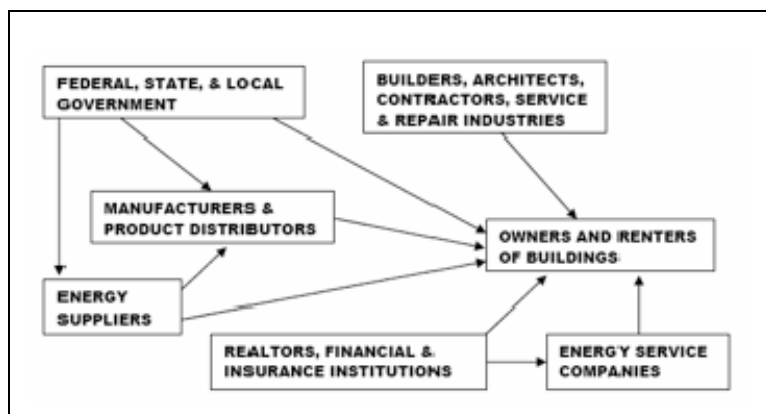 FEDERAL, STATE, & LOCAL
GOVERNMENT
BUILDERS, ARCHITECTS,
CONTRACTORS, SERVICE
& REPAIR INDUSTRIES
MANUFACTURERS &
PRODUCT DISTRIBUTORS
OWNERS AND RENTERS
OF BUILDINGS
ENERGY
SUPPLIERS
REALTORS, FINANCIAL &
INSURANCE INSTITUTIONS
ENERGY SERVICE
COMPANIES